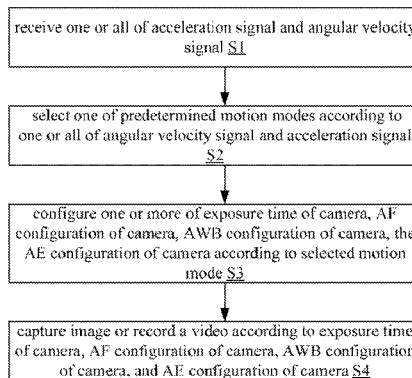 receive one or all of acceleration signal and angular velocity
signal S1
select one of predetermined motion modes according to
one or all of angular velocity signal and acceleration signal
S2
configure one or more of exposure time of camera, AF
configuration of camera, AWB configuration of camera, the
AE configuration of camera according to selected motion
mode S3
capture image or record a video according to exposure time
of camera, AF configuration of camera, AWB configuration
of camera, and AE configuration of camera S4